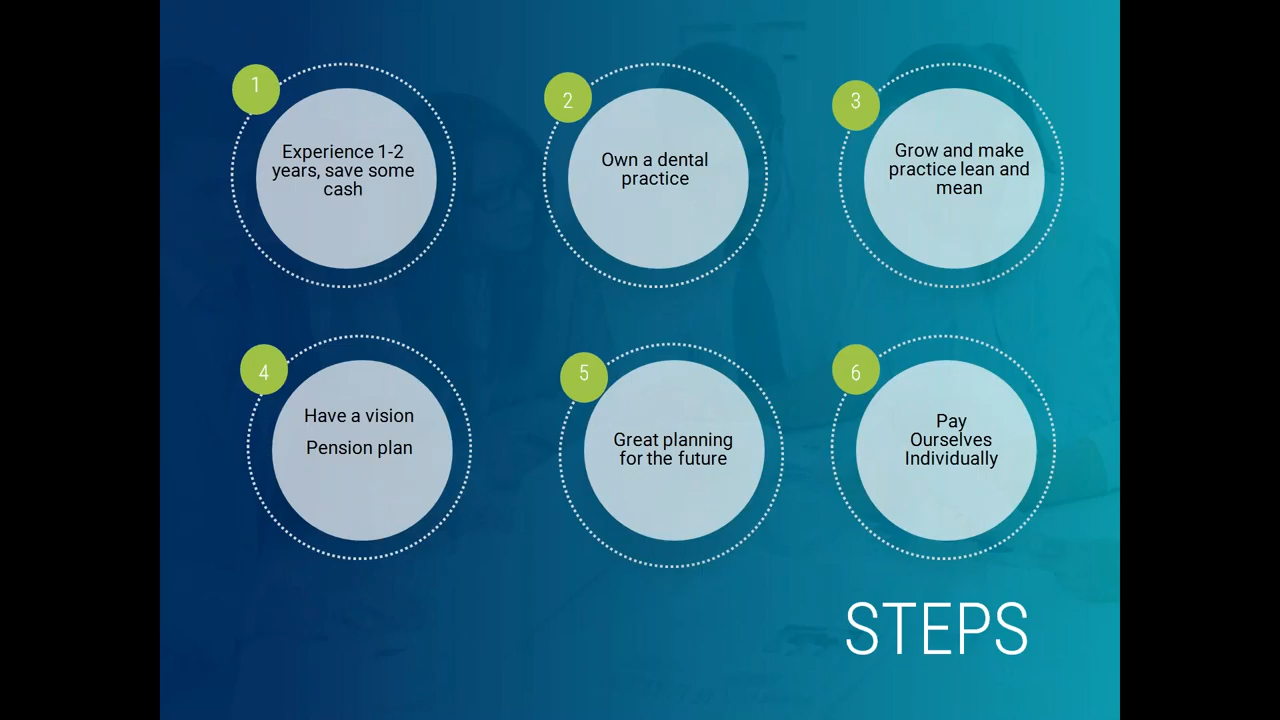 1
Experience 1-2
years, save some
cash
2
Own a dental
practice
3
Grow and make
practice lean and
mean
4
Have a vision
Pension plan
5
Great planning
for the future
6
Pay
Ourselves
Individually
STEPS